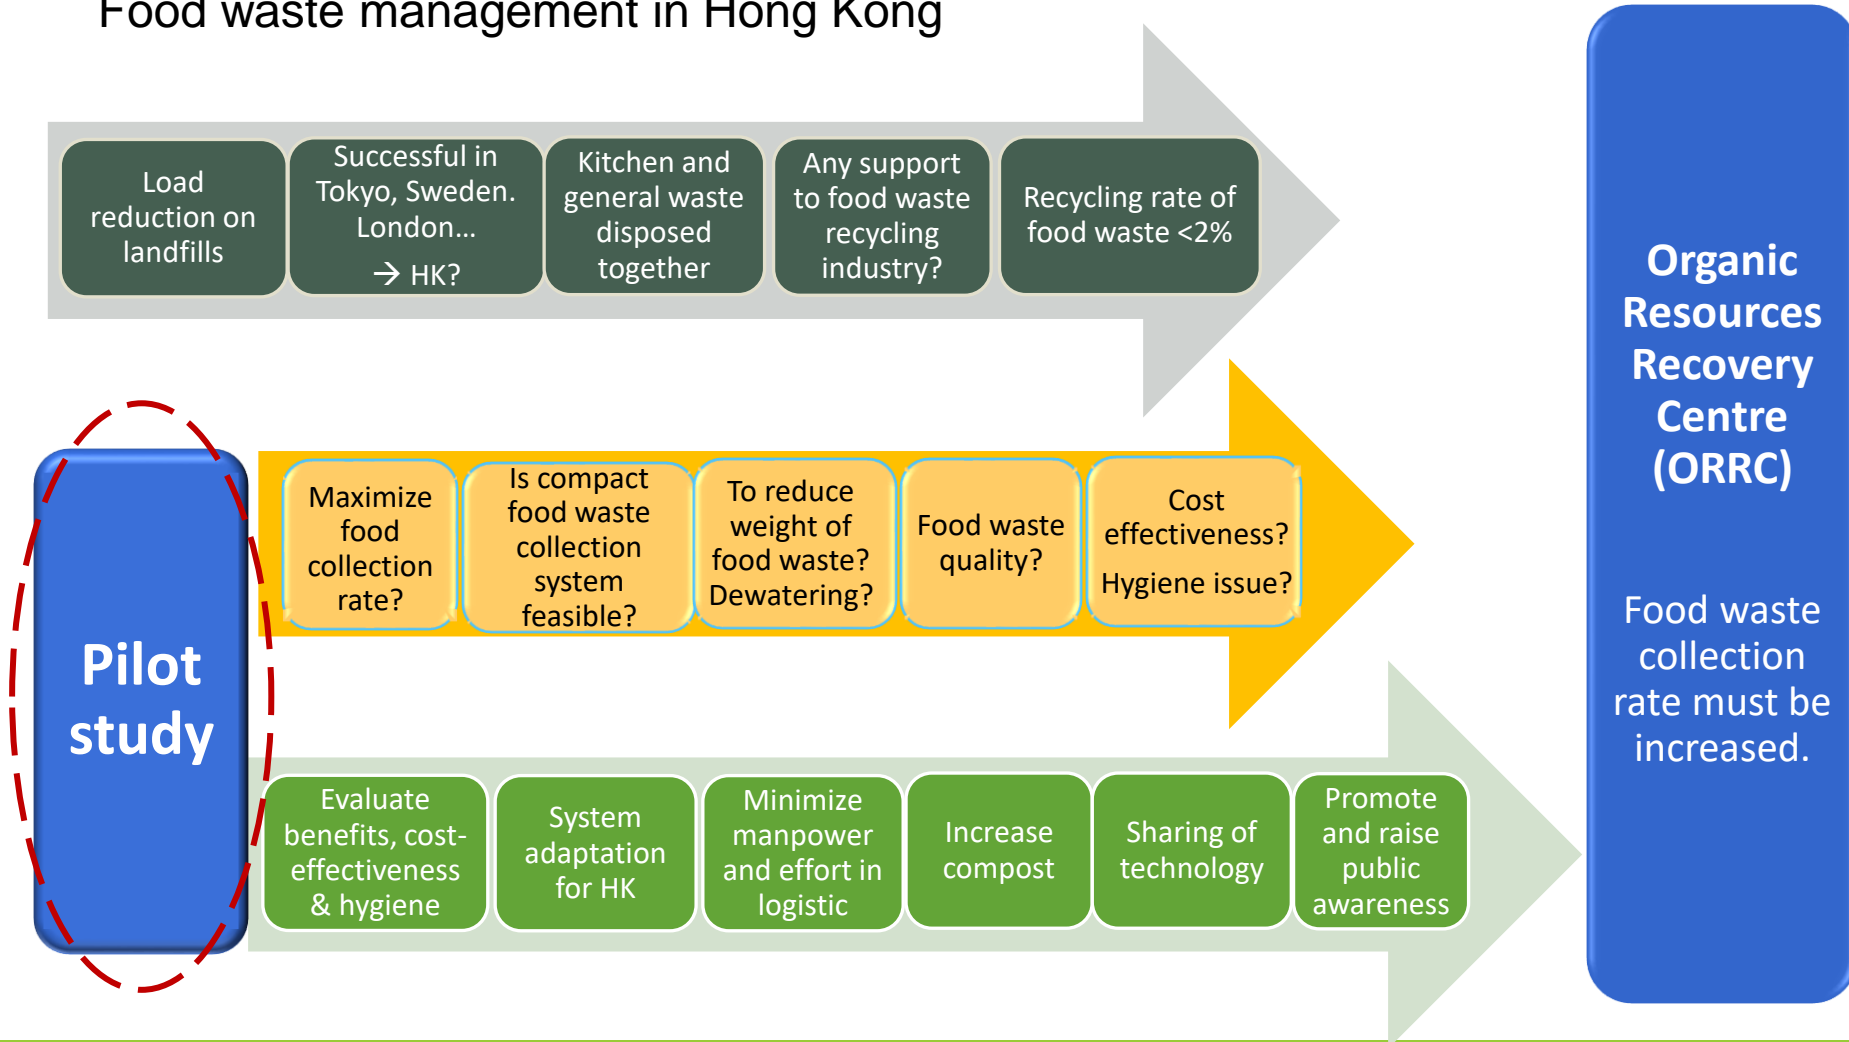 Food waste management in Hong Kong
Load
reduction on
landfills
Successful in
Tokyo, Sweden.
London...
→ HK?
Kitchen and
general waste
disposed
together
Any support
to food waste
recycling
industry?
Recycling rate of
food waste <2%
Pilot
study
Maximize
food
collection
rate?
Is compact
food waste
collection
system
feasible?
To reduce
weight of
food waste?
Dewatering?
Food waste
quality?
Cost
effectiveness?
Hygiene issue?
Evaluate
benefits, cost-
effectiveness
& hygiene
System
adaptation
for HK
Minimize
manpower
and effort in
logistic
Increase
compost
Sharing of
technology
Promote
and raise
public
awareness
Organic
Resources
Recovery
Centre
(ORRC)
Food waste
collection
rate must be
increased.